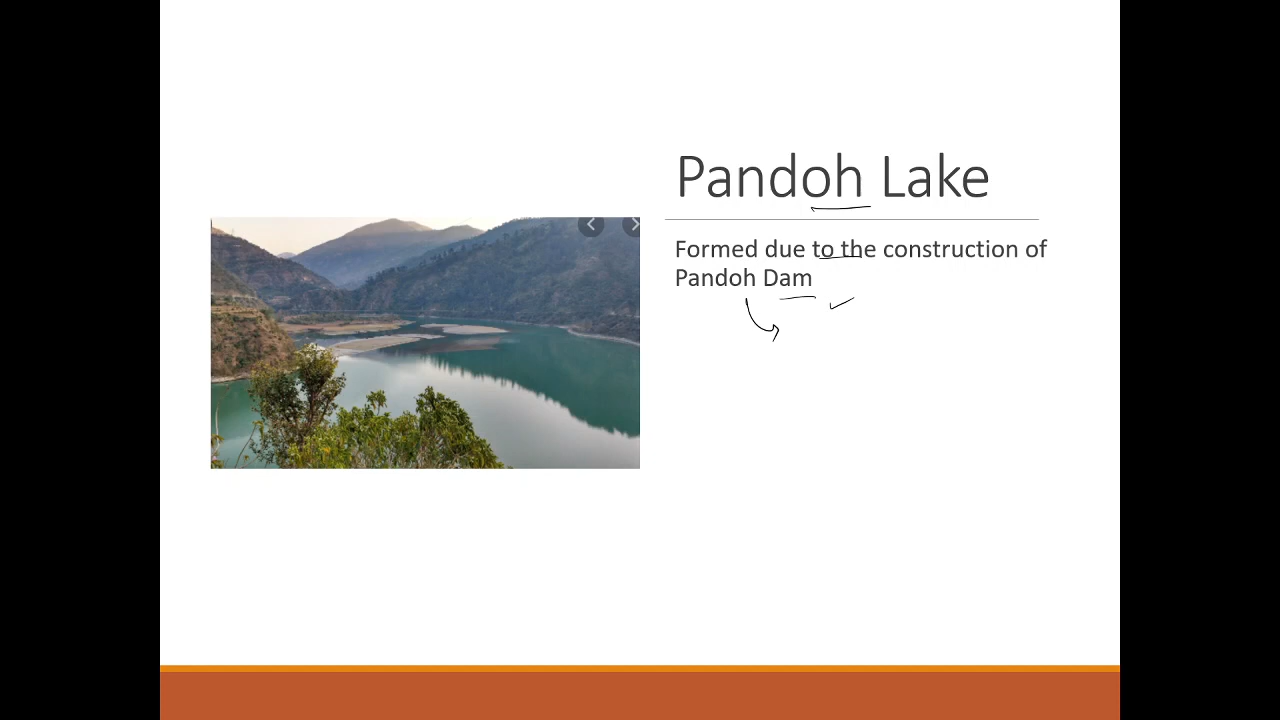 Pandoh Lake
Formed due to the construction of
Pandoh Dam